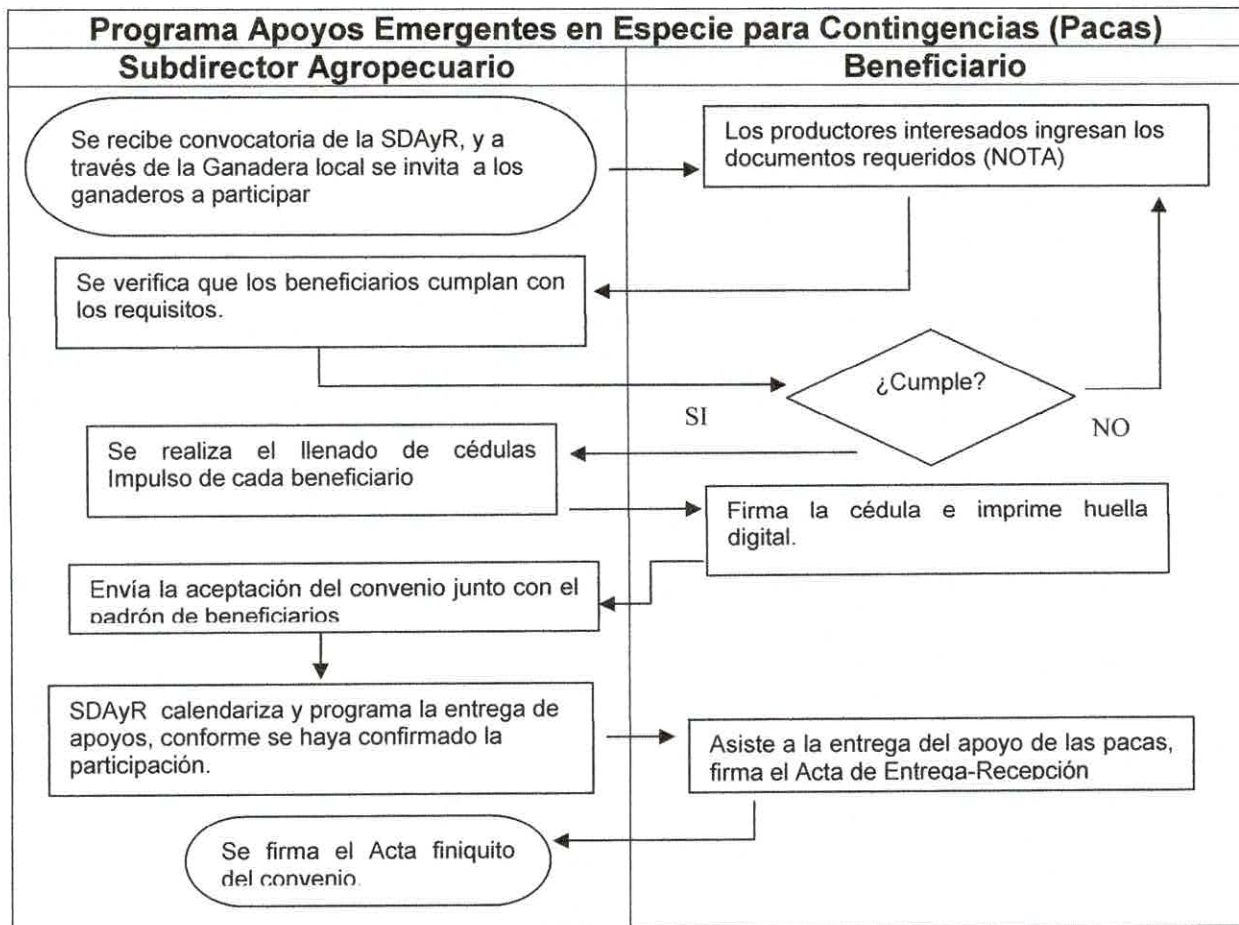 Programa Apoyos Emergentes en Especie para Contingencias (Pacas)
Subdirector Agropecuario
Beneficiario
Se recibe convocatoria de la SDAyR, y a
través de la Ganadera local se invita a los
ganaderos a participar
Los productores interesados ingresan los
documentos requeridos (NOTA)
Se verifica que los beneficiarios cumplan con
los requisitos.
¿Cumple?
SI
NO
Se realiza el llenado de cédulas
Impulso de cada beneficiario
Firma la cédula e imprime huella
digital.
Envía la aceptación del convenio junto con el
padrón de beneficiarios
SDAyR calendariza y programa la entrega de
apoyos, conforme se haya confirmado la
participación.
Asiste a la entrega del apoyo de las pacas,
firma el Acta de Entrega-Recepción
Se firma el Acta finiquito
del convenio.